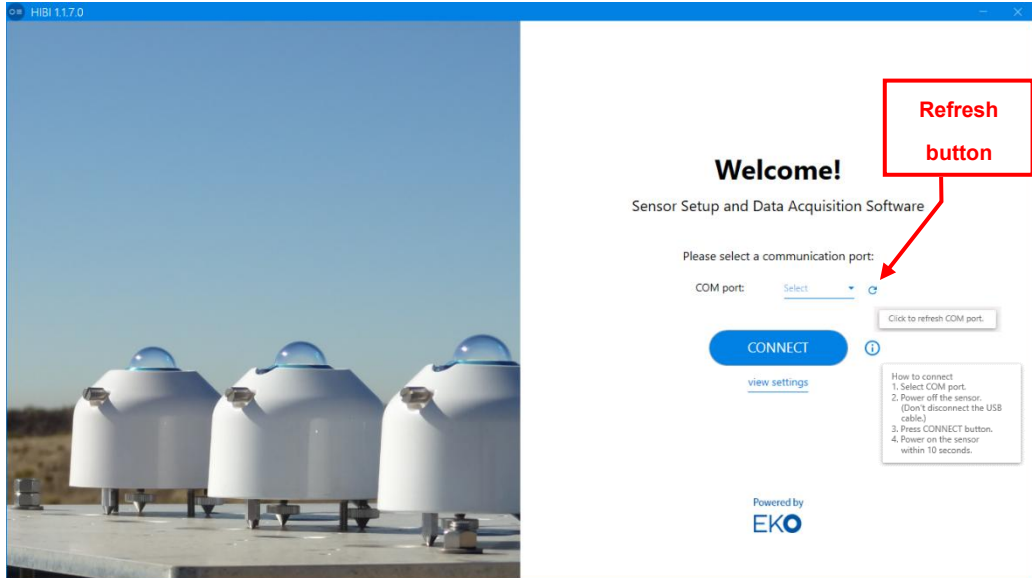 HIBI 1.1.7.0
Refresh
button
Welcome!
Sensor Setup and Data Acquisition Software
Please select a communication port:
COM port:
Select
Click to refresh COM port.
CONNECT
view settings
How to connect
1. Select COM port.
2. Power off the sensor.
(Don't disconnect the USB
cable.)
3. Press CONNECT button.
4. Power on the sensor
within 10 seconds.
Powered by
EKO